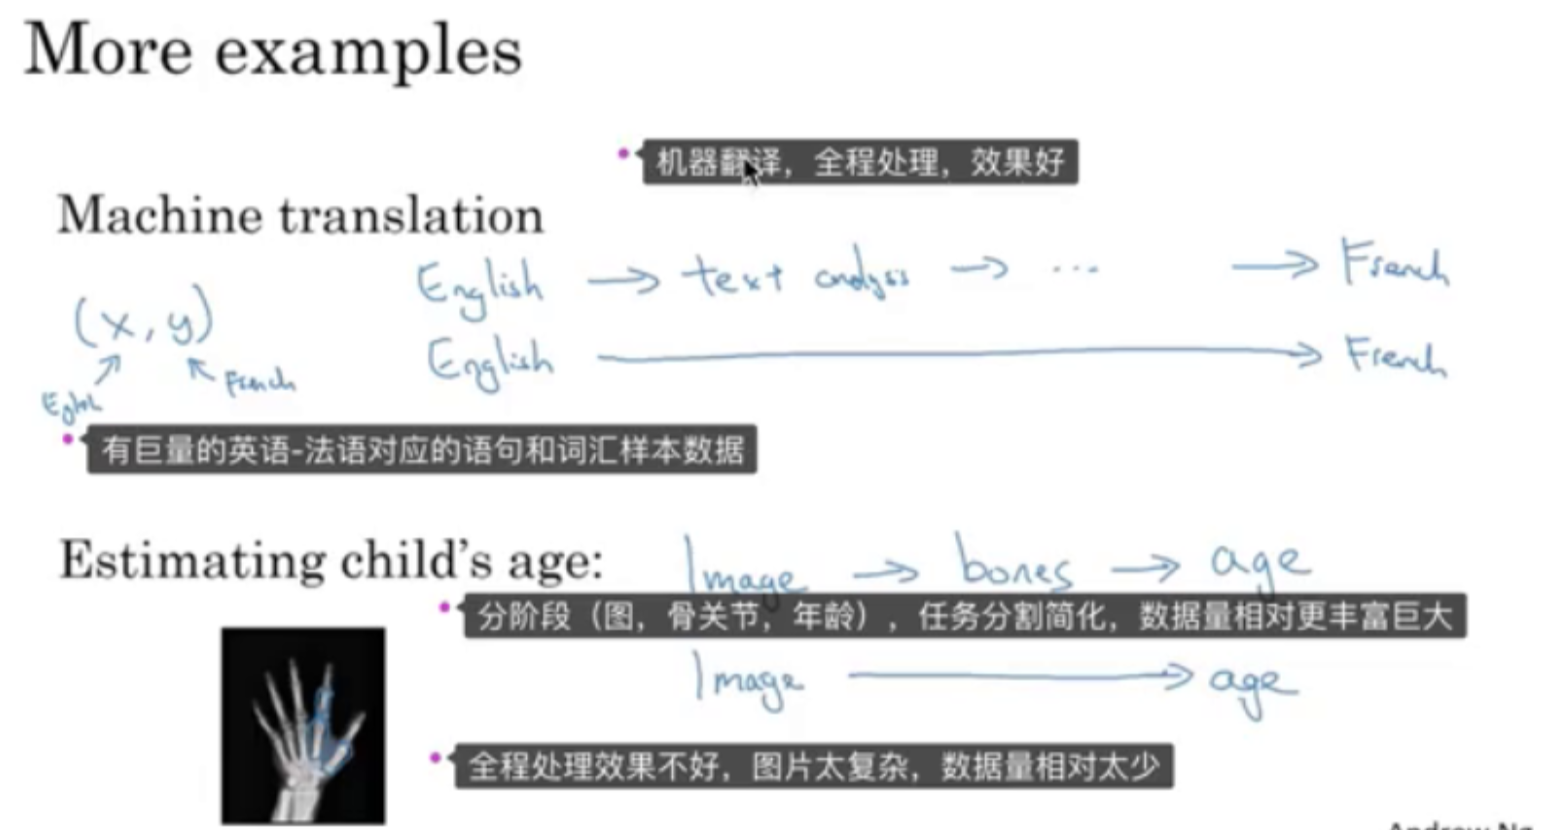 More examples
机器翻译，全程处理，效果好
Machine translation
English → text analysis → ... → French
(x, y)
English → French
French
有巨量的英语-法语对应的语句和词汇样本数据
Estimating child's age:
Image → bones → age
分阶段（图，骨关节，年龄），任务分割简化，数据量相对更丰富巨大
Image → age
全程处理效果不好，图片太复杂，数据量相对太少
Andrew Ng